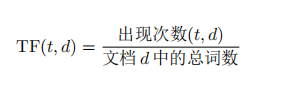 TF(t, d) = 出现次数(t, d) / 文档 d 中的总词数